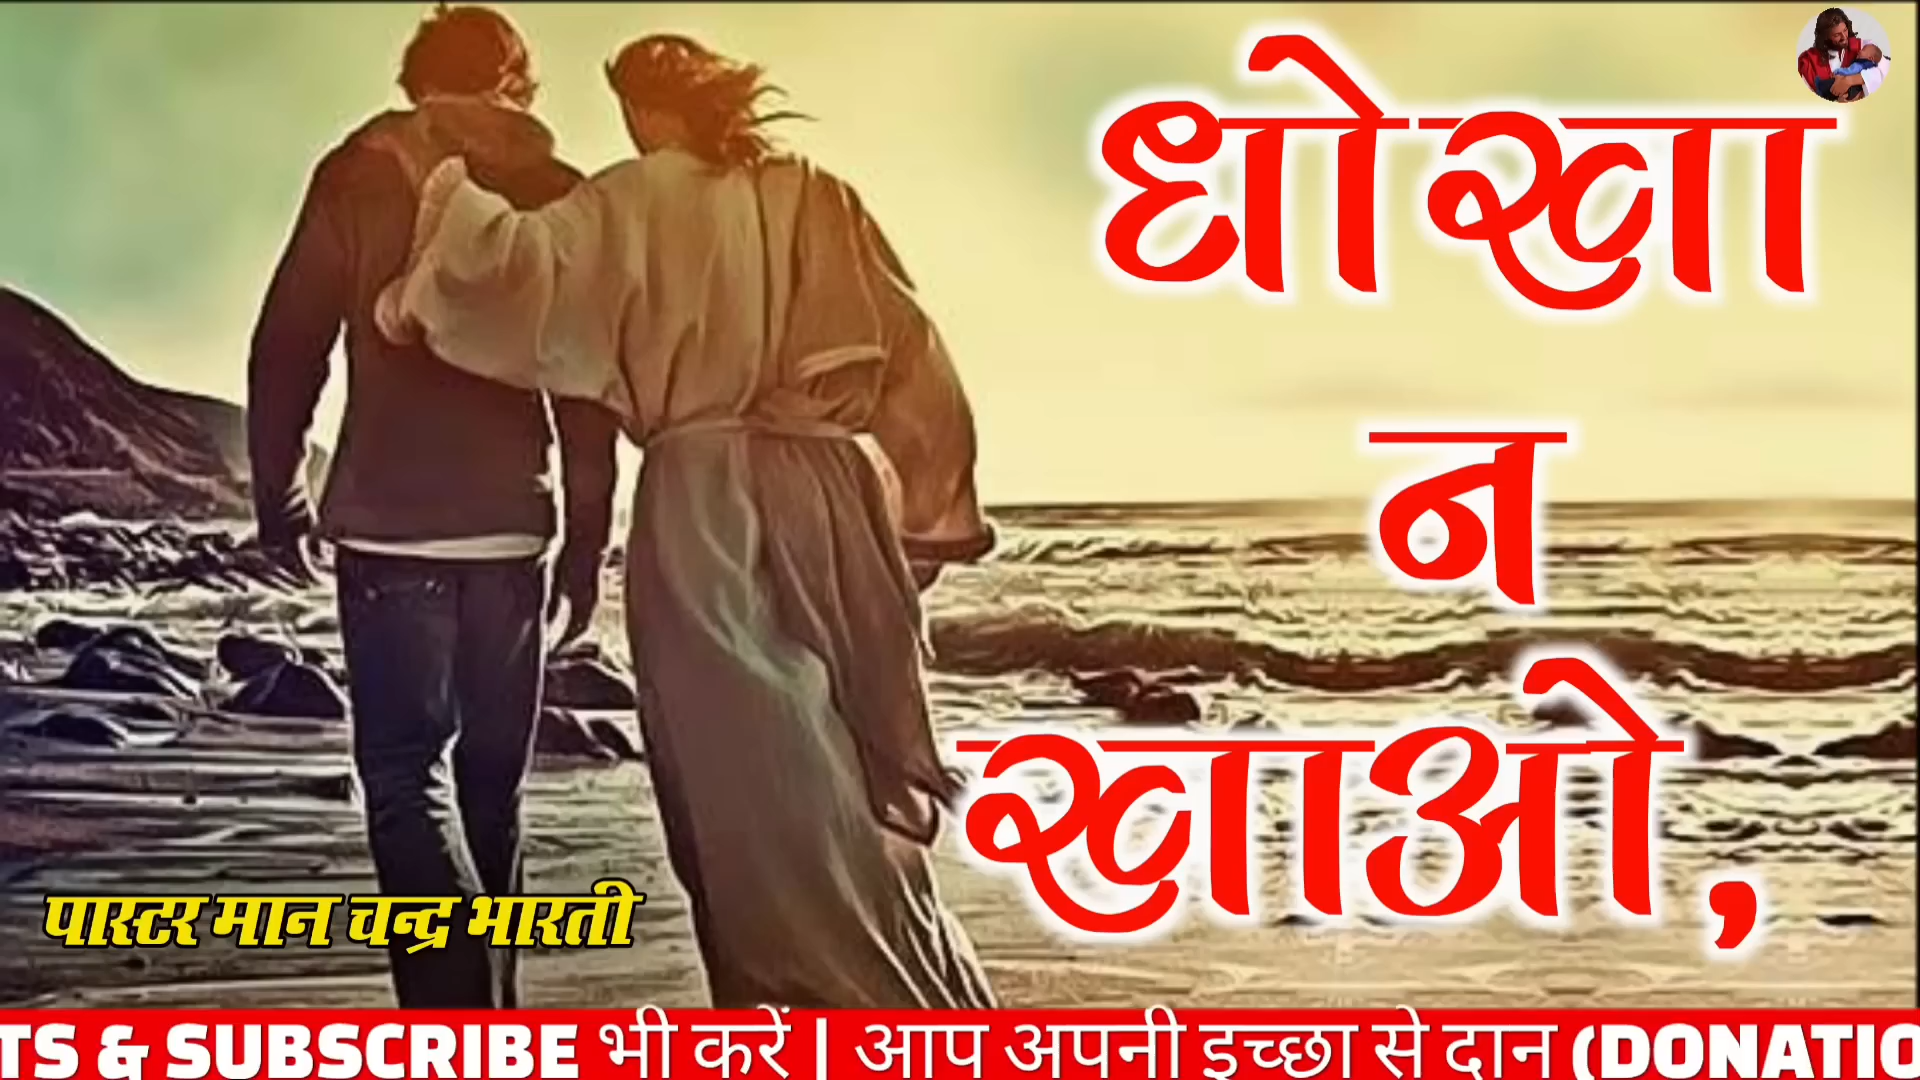 धोखा
न
खाओ,
पास्टर मान चन्द्र भारती
TS & SUBSCRIBE भी करें | आप अपनी इच्छा से दान (DONATIO